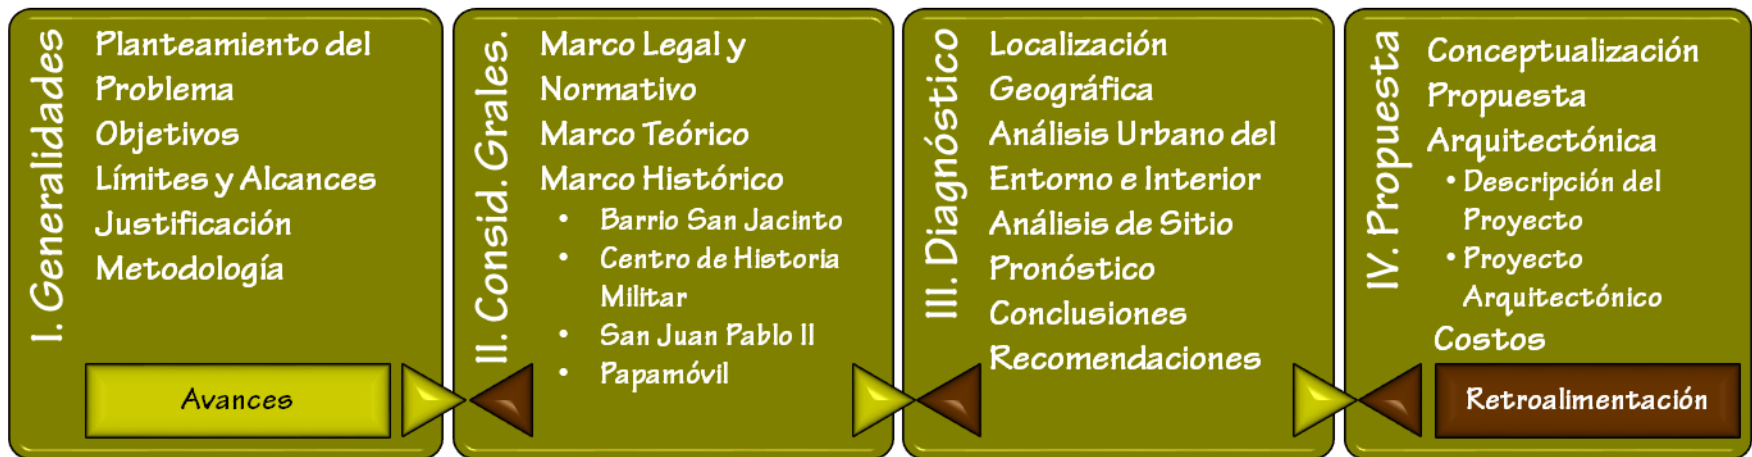 I. Generalidades
Planteamiento del
Problema
Objetivos
Límites y Alcances
Justificación
Metodología
Avances
II. Consid. Grales.
Marco Legal y
Normativo
Marco Teórico
Marco Histórico
• Barrio San Jacinto
• Centro de Historia
Militar
• San Juan Pablo II
• Papamóvil
III. Diagnóstico
Localización
Geográfica
Análisis Urbano del
Entorno e Interior
Análisis de Sitio
Pronóstico
Conclusiones
Recomendaciones
IV. Propuesta
Conceptualización
Propuesta
Arquitectónica
• Descripción del
Proyecto
• Proyecto
Arquitectónico
Costos
Retroalimentación